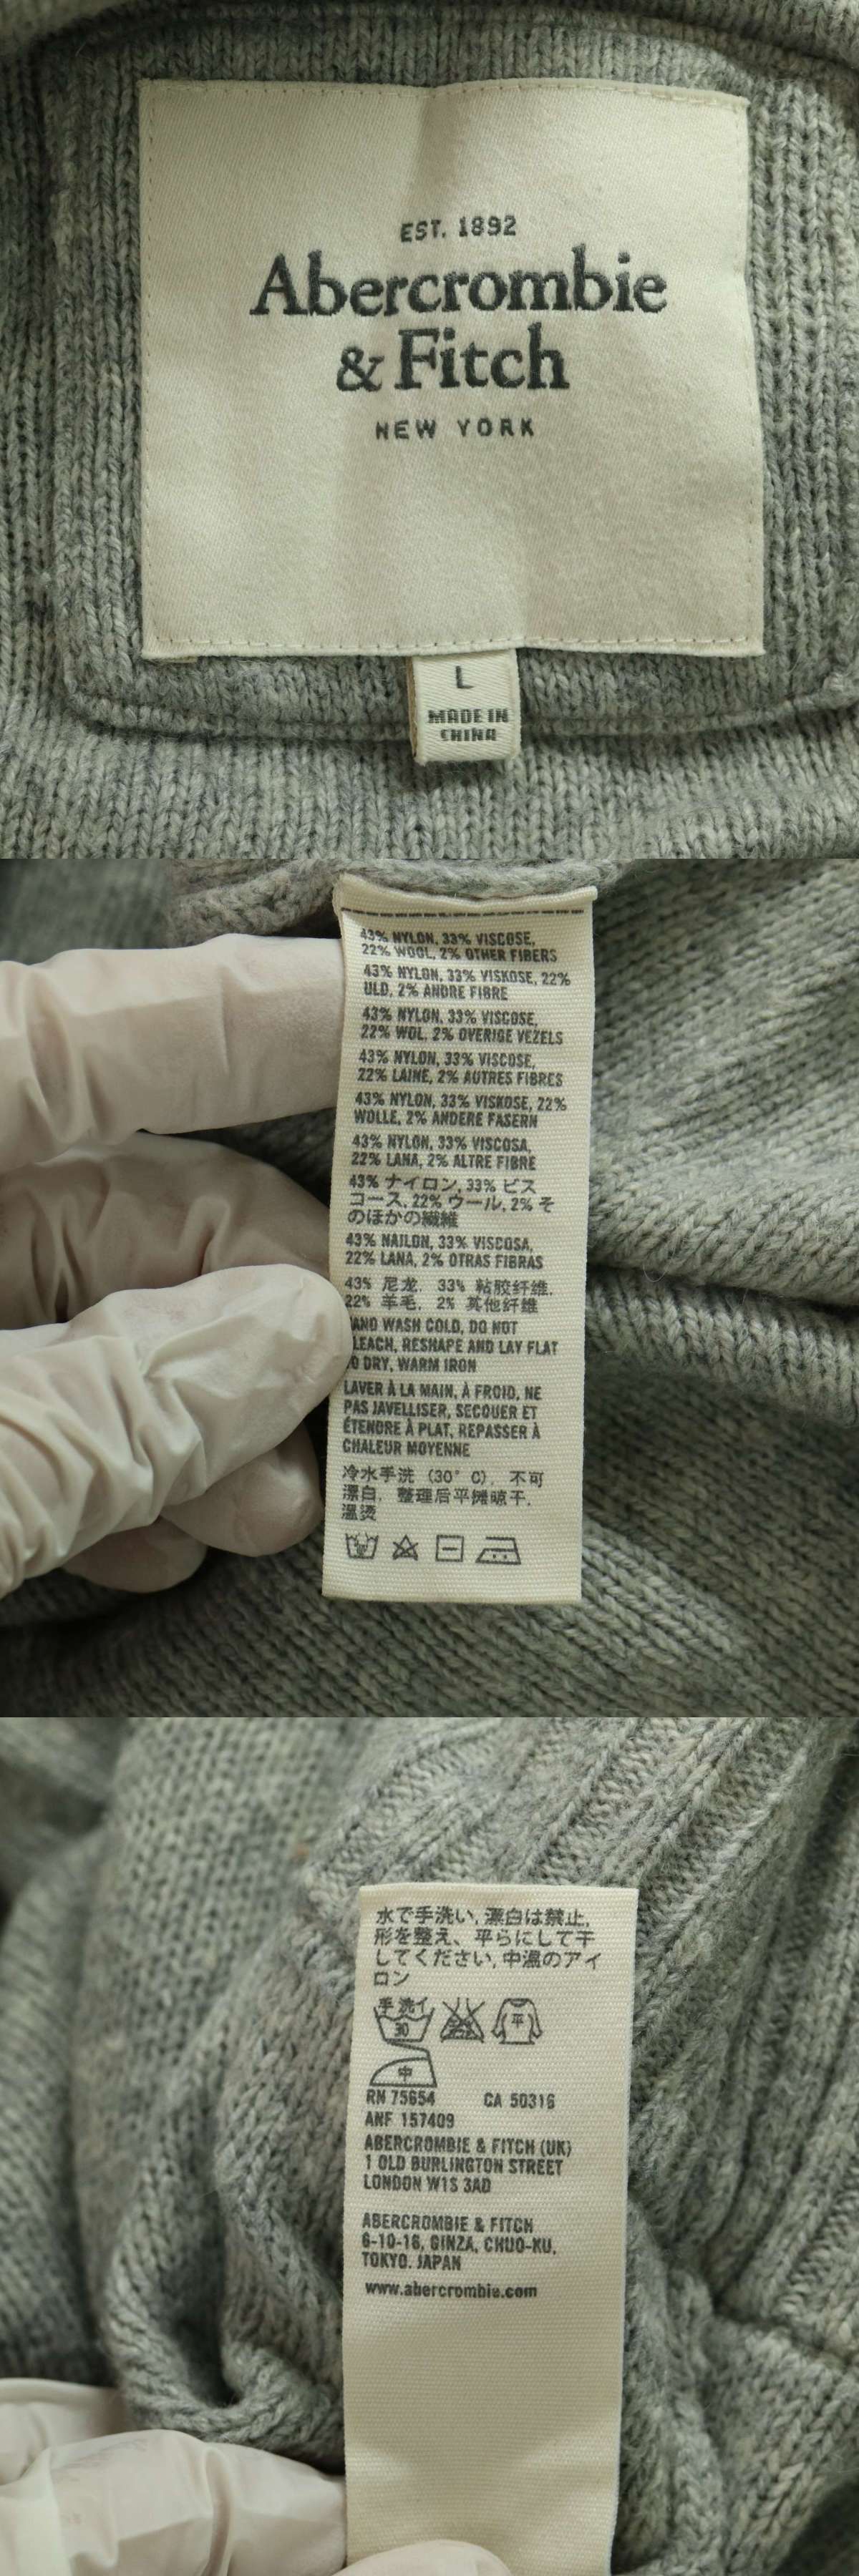 EST. 1892
Abercrombie
& Fitch
NEW YORK
L
MADE IN
CHINA
43% NYLON, 33% VISCOSE,
22% WOOL, 2% OTHER FIBERS
43% NYLON, 33% VISKOSE, 22%
ULD, 2% ANDRE FIBRE
43% NYLON, 33% VISCOSE,
22% WOL, 2% OVERIGE VEZELS
43% NYLON, 33% VISCOSE,
22% LAINE, 2% AUTRES FIBRES
43% NYLON, 33% VISKOSE, 22%
WOLLE, 2% ANDERE FASERN
43% NYLON, 33% VISCOSA,
22% LANA, 2% ALTRE FIBRE
43% ナイロン, 33% ビス
コース, 22% ウール, 2% そ
のほかの繊維
43% NAILON, 33% VISCOSA,
22% LANA, 2% OTRAS FIBRAS
43% 尼龙, 33% 粘胶纤维,
22% 羊毛, 2% 其他纤维
AND WASH COLD, DO NOT
LEACH, RESHAPE AND LAY FLAT
O DRY, WARM IRON
LAVER À LA MAIN, À FROID, NE
PAS JAVELLISER, SECOUER ET
ÉTENDRE À PLAT, REPASSER À
CHALEUR MOYENNE
冷水手洗 (30° C), 不可
漂白, 整理后平摊晾干,
温烫
水で手洗い, 漂白は禁止,
形を整え、平らにして干
してください, 中温のアイ
ロン
手洗イ
30
平
中
RN 75654 CA 50316
ANF 157409
ABERCROMBIE & FITCH (UK)
1 OLD BURLINGTON STREET
LONDON W1S 3AD
ABERCROMBIE & FITCH
6-10-16, GINZA, CHUO-KU,
TOKYO. JAPAN
www.abercrombie.com